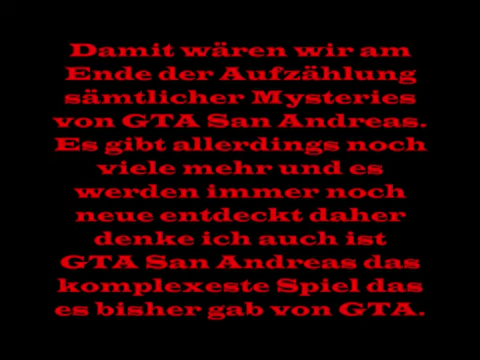 Damit wären wir am
Ende der Aufzählung
sämtlicher Mysteries
von GTA San Andreas.
Es gibt allerdings noch
viele mehr und es
werden immer noch
neue entdeckt daher
denke ich auch ist
GTA San Andreas das
komplexeste Spiel das
es bisher gab von GTA.